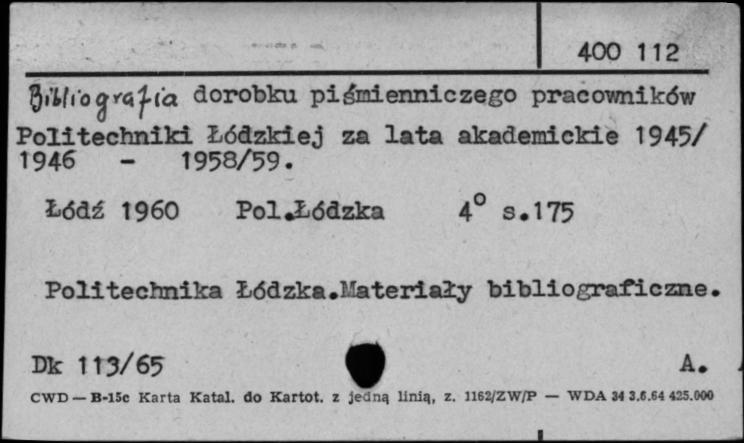 400 112
Bibliografia dorobku piśmienniczego pracowników
Politechniki Łódzkiej za lata akademickie 1945/
1946 - 1958/59.
Łódź 1960 Pol.Łódzka 4° s.175
Politechnika Łódzka.Materiały bibliograficzne.
Dk 113/65 A.
CWD — B-15c Karta Katal. do Kartot. z jedną linią, z. 1162/ZW/P — WDA 34 3.6.64 425.000